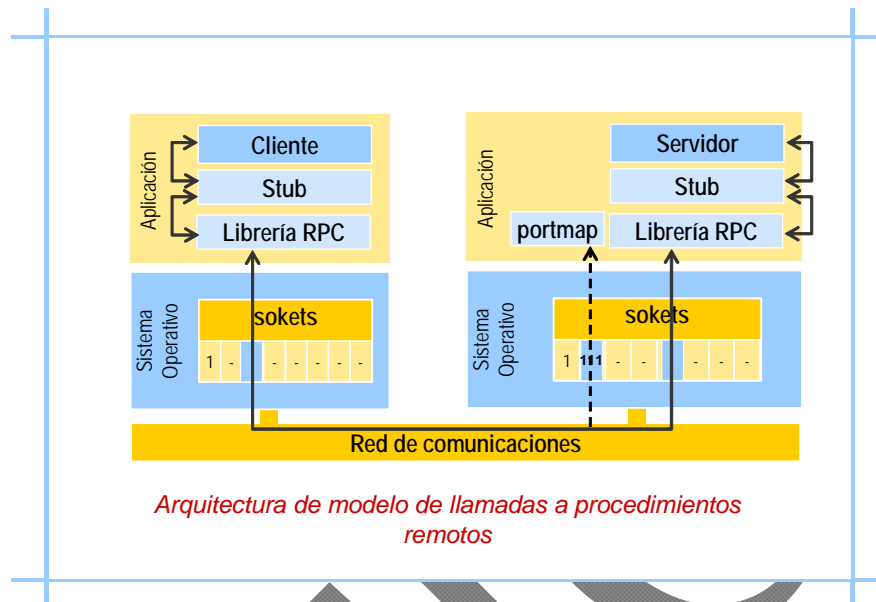 Aplicación
Cliente
Stub
Librería RPC
Sistema
Operativo
sokets
1 - - - - - -
Aplicación
Servidor
Stub
portmap
Librería RPC
Sistema
Operativo
sokets
1 111 - - - - -
Red de comunicaciones
Arquitectura de modelo de llamadas a procedimientos
remotos